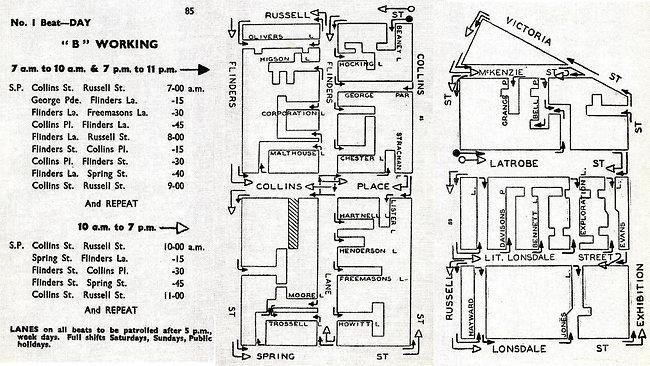 85
No. 1 Beat—DAY
"B" WORKING
7 a.m. to 10 a.m. & 7 p.m. to 11 p.m.
S.P. Collins St. Russell St. 7-00 a.m.
George Pde. Flinders La. -15
Flinders La. Freemasons La. -30
Collins Pl. Flinders La. -45
Flinders La. Russell St. 8-00
Flinders St. Collins Pl. -15
Collins Pl. Flinders La. -30
Flinders La. Spring St. -40
Collins St. Russell St. 9-00
And REPEAT
10 a.m. to 7 p.m.
S.P. Collins St. Russell St. 10-00 a.m.
Spring St. Flinders La. -15
Flinders St. Collins Pl. -30
Flinders St. Spring St. -45
Collins St. Russell St. 11-00
And REPEAT
LANES on all beats to be patrolled after 5 p.m.,
week days. Full shifts Saturdays, Sundays, Public
holidays.
RUSSELL ST
OLIVERS L
BEANEY L
HIGSON L
HOCKING L
FLINDERS
FLINDERS
COLLINS
GEORGE PAR
CORPORATION L
MALTHOUSE L
CHESTER L
STRACHAN L
COLLINS PLACE
HARTNELL L
LISTER L
HENDERSON L
FREEMASONS L
LANE
MOORE L
ST
ST
TROSSELL L
HOWITT L
SPRING ST
VICTORIA
ST
McKENZIE ST
ST
GRANGE P
BELL P
ST
LATROBE ST
DAVISONS P
BENNETT L
EXPLORATION L
EVANS L
89
LIT. LONSDALE STREET
RUSSELL
HAYWARD L
JONES L
EXHIBITION
LONSDALE ST